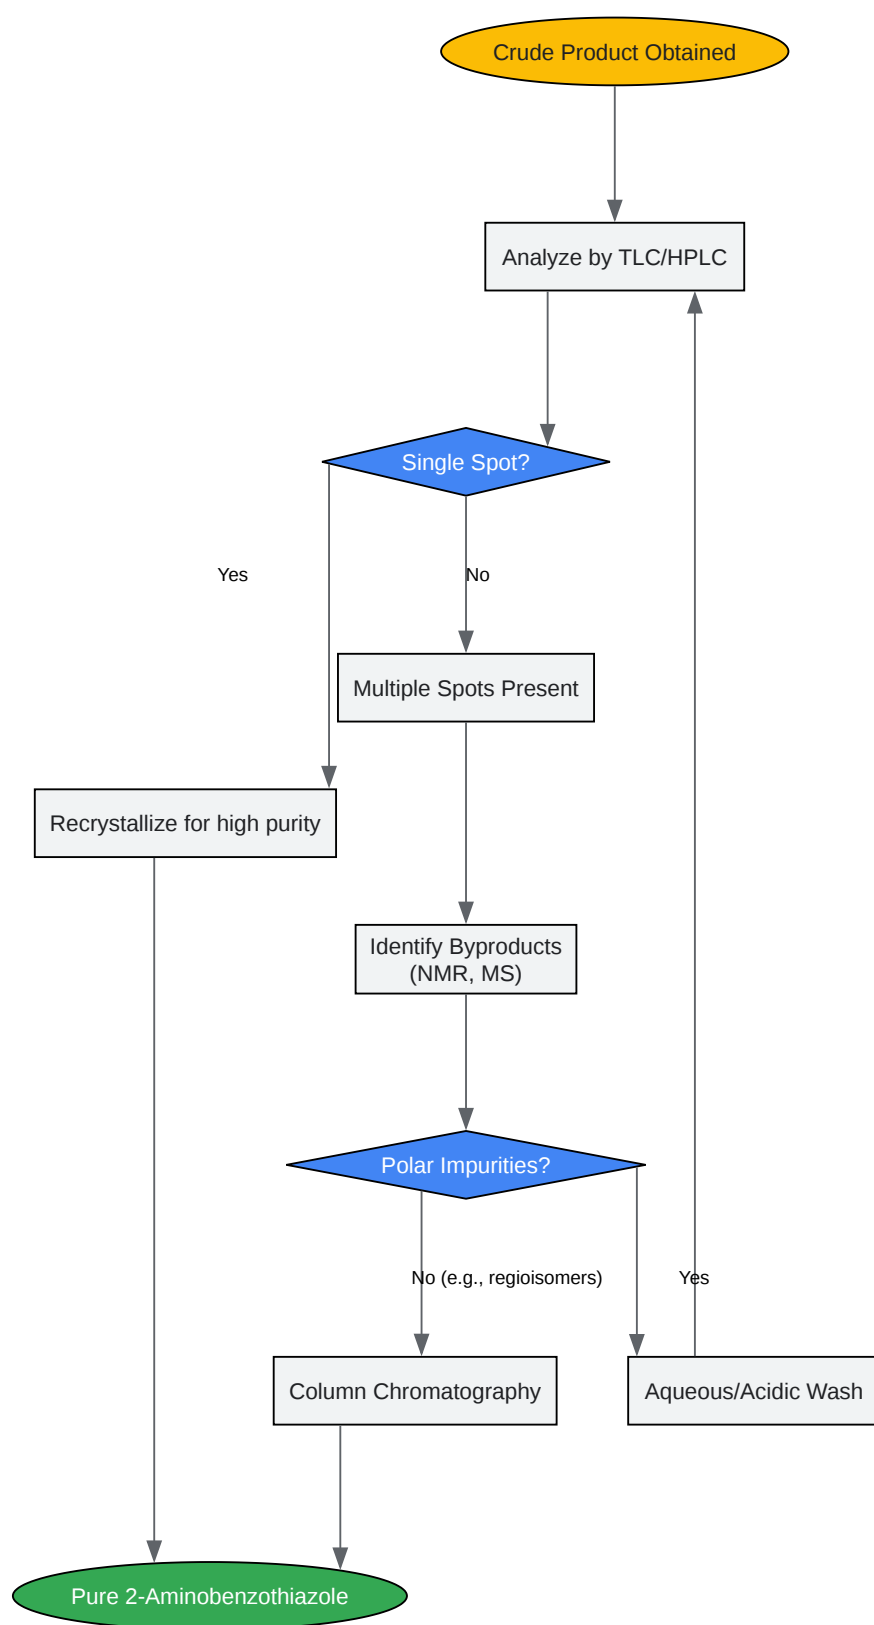 Crude Product Obtained
Analyze by TLC/HPLC
Single Spot?
Yes
No
Multiple Spots Present
Recrystallize for high purity
Identify Byproducts
(NMR, MS)
Polar Impurities?
No (e.g., regioisomers)
Yes
Column Chromatography
Aqueous/Acidic Wash
Pure 2-Aminobenzothiazole